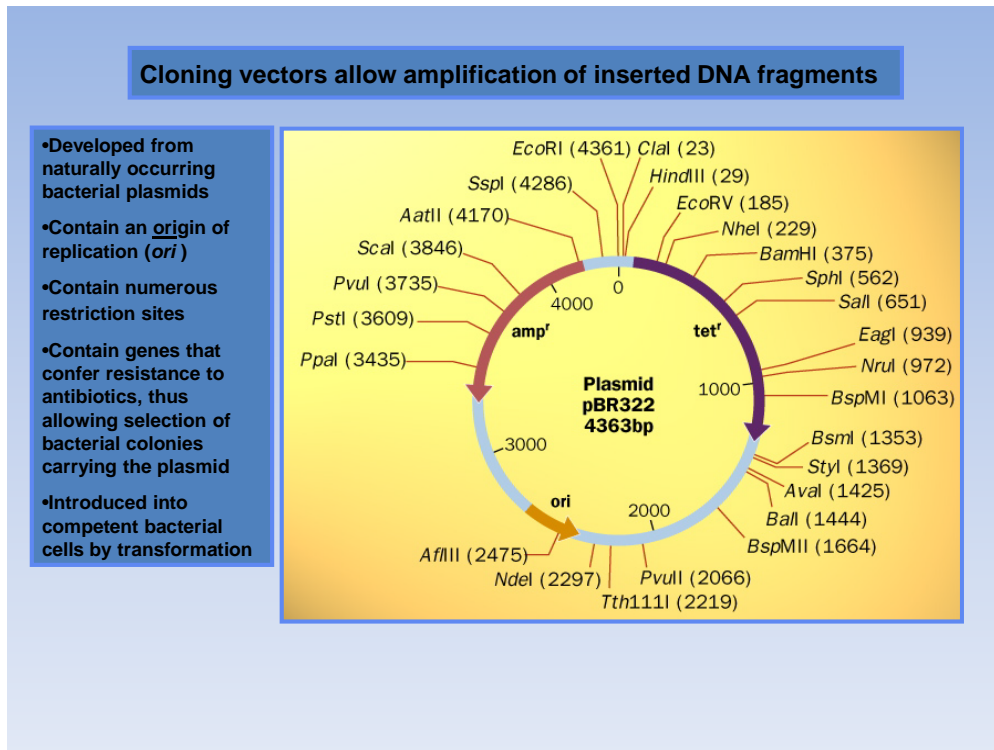 Cloning vectors allow amplification of inserted DNA fragments
•Developed from
naturally occurring
bacterial plasmids
•Contain an origin of
replication (ori )
•Contain numerous
restriction sites
•Contain genes that
confer resistance to
antibiotics, thus
allowing selection of
bacterial colonies
carrying the plasmid
•Introduced into
competent bacterial
cells by transformation
EcoRI (4361)
ClaI (23)
HindIII (29)
EcoRV (185)
NheI (229)
BamHI (375)
SphI (562)
SalI (651)
EagI (939)
NruI (972)
BspMI (1063)
BsmI (1353)
StyI (1369)
AvaI (1425)
BalI (1444)
BspMII (1664)
PvuII (2066)
Tth111I (2219)
NdeI (2297)
AflIII (2475)
PpaI (3435)
PstI (3609)
PvuI (3735)
ScaI (3846)
AatII (4170)
SspI (4286)
0
1000
2000
3000
4000
ampʳ
tetʳ
ori
Plasmid
pBR322
4363bp